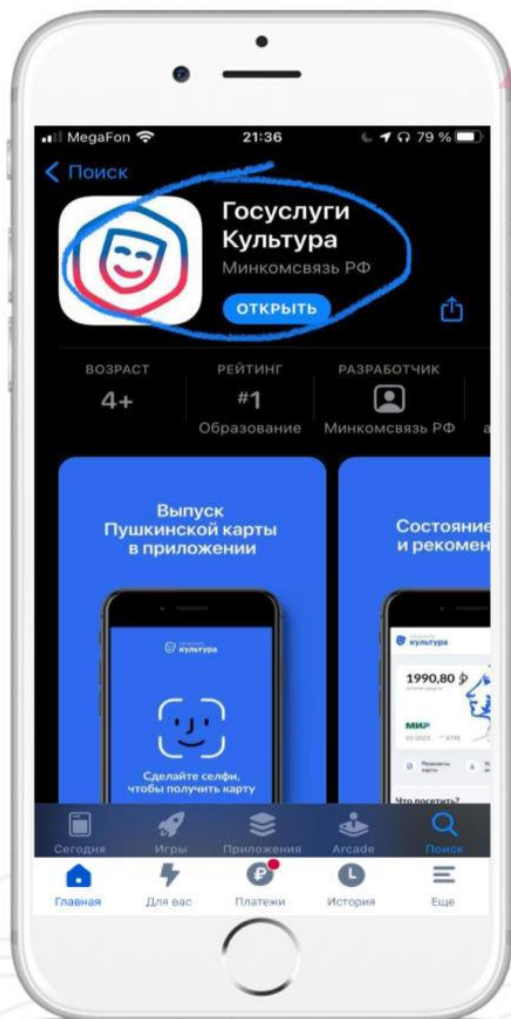 MegaFon 21:36 79 %
Поиск
Госуслуги
Культура
Минкомсвязь РФ
ОТКРЫТЬ
ВОЗРАСТ РЕЙТИНГ РАЗРАБОТЧИК
4+ #1
Образование Минкомсвязь РФ а
Выпуск
Пушкинской карты
в приложении
Состояние
и рекомен
культура
Сделайте селфи,
чтобы получить карту
культура
1990,80
МИР
Реквизиты
карты
Что посетить?
Сегодня Игры Приложения Arcade Поиск
Главная Для вас Платежи История Еще